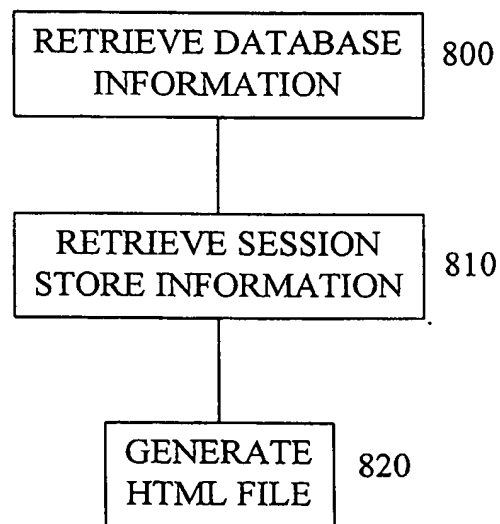 RETRIEVE DATABASE
INFORMATION
800
RETRIEVE SESSION
STORE INFORMATION
810
GENERATE
HTML FILE
820